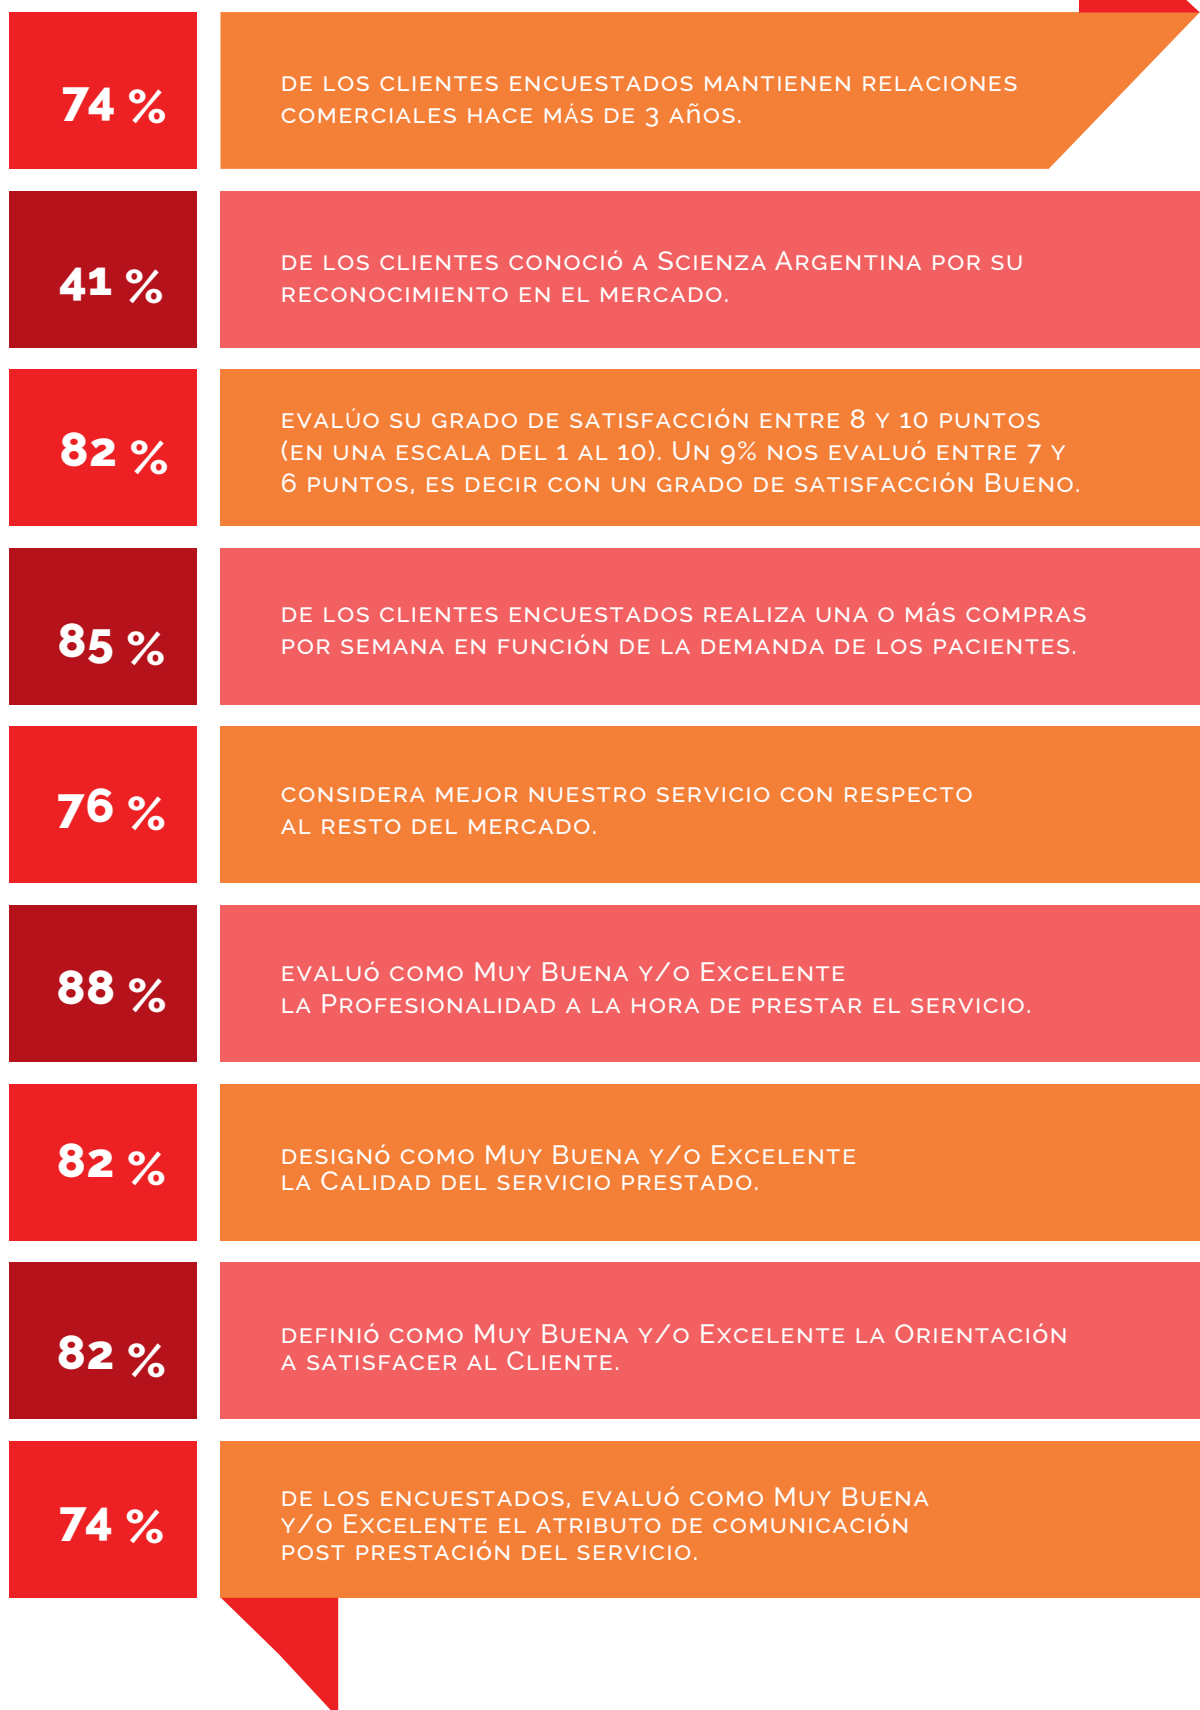 74 %
DE LOS CLIENTES ENCUESTADOS MANTIENEN RELACIONES
COMERCIALES HACE MÁS DE 3 AÑOS.
41 %
DE LOS CLIENTES CONOCIÓ A SCIENZA ARGENTINA POR SU
RECONOCIMIENTO EN EL MERCADO.
82 %
EVALÚO SU GRADO DE SATISFACCIÓN ENTRE 8 Y 10 PUNTOS
(EN UNA ESCALA DEL 1 AL 10). UN 9% NOS EVALUÓ ENTRE 7 Y
6 PUNTOS, ES DECIR CON UN GRADO DE SATISFACCIÓN BUENO.
85 %
DE LOS CLIENTES ENCUESTADOS REALIZA UNA O MÁS COMPRAS
POR SEMANA EN FUNCIÓN DE LA DEMANDA DE LOS PACIENTES.
76 %
CONSIDERA MEJOR NUESTRO SERVICIO CON RESPECTO
AL RESTO DEL MERCADO.
88 %
EVALUÓ COMO MUY BUENA Y/O EXCELENTE
LA PROFESIONALIDAD A LA HORA DE PRESTAR EL SERVICIO.
82 %
DESIGNÓ COMO MUY BUENA Y/O EXCELENTE
LA CALIDAD DEL SERVICIO PRESTADO.
82 %
DEFINIÓ COMO MUY BUENA Y/O EXCELENTE LA ORIENTACIÓN
A SATISFACER AL CLIENTE.
74 %
DE LOS ENCUESTADOS, EVALUÓ COMO MUY BUENA
Y/O EXCELENTE EL ATRIBUTO DE COMUNICACIÓN
POST PRESTACIÓN DEL SERVICIO.